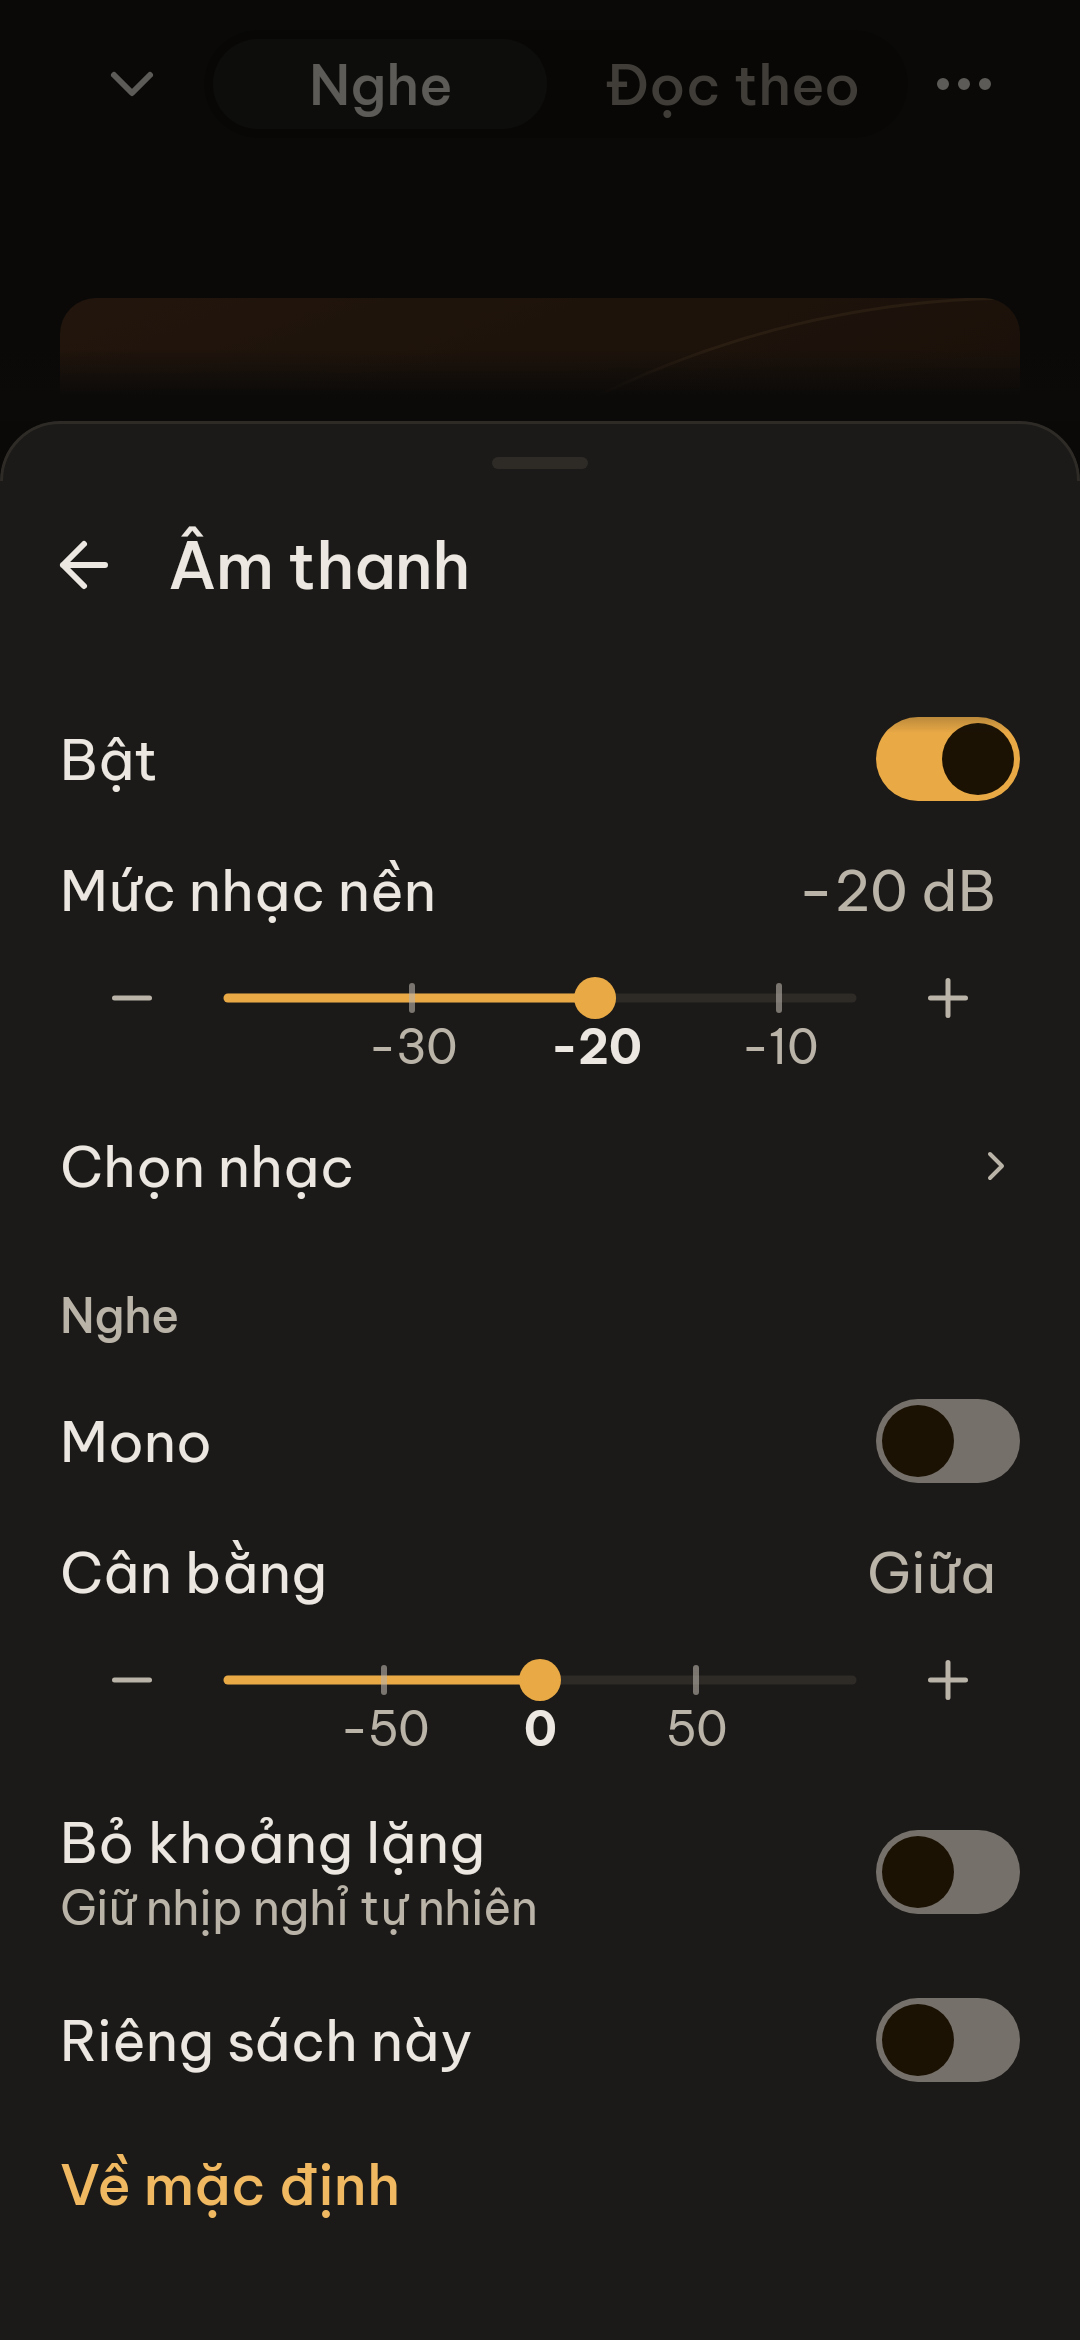 Nghe
Đọc theo
Âm thanh
Bật
Mức nhạc nền
-20 dB
-30
-20
-10
Chọn nhạc
Nghe
Mono
Cân bằng
Giữa
-50
0
50
Bỏ khoảng lặng
Giữ nhịp nghỉ tự nhiên
Riêng sách này
Về mặc định